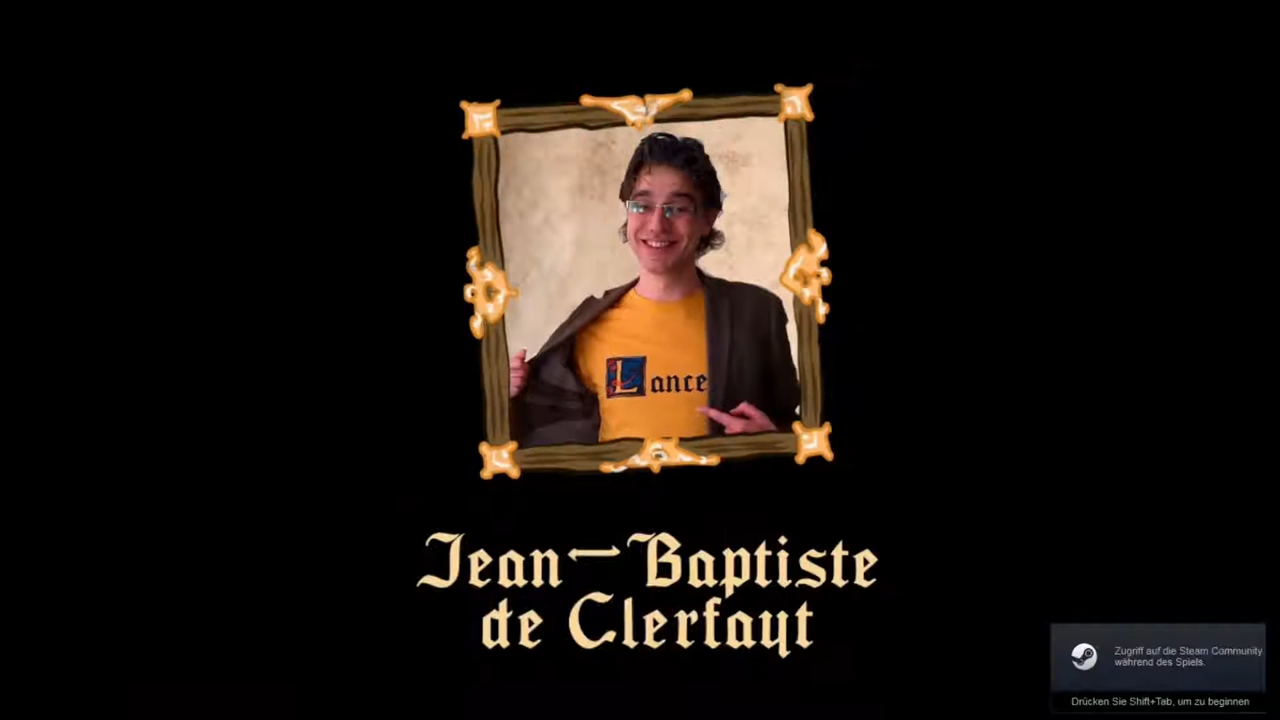 Lance
Jean-Baptiste
de Clerfayt
Zugriff auf die Steam Community
während des Spiels.
Drücken Sie Shift+Tab, um zu beginnen